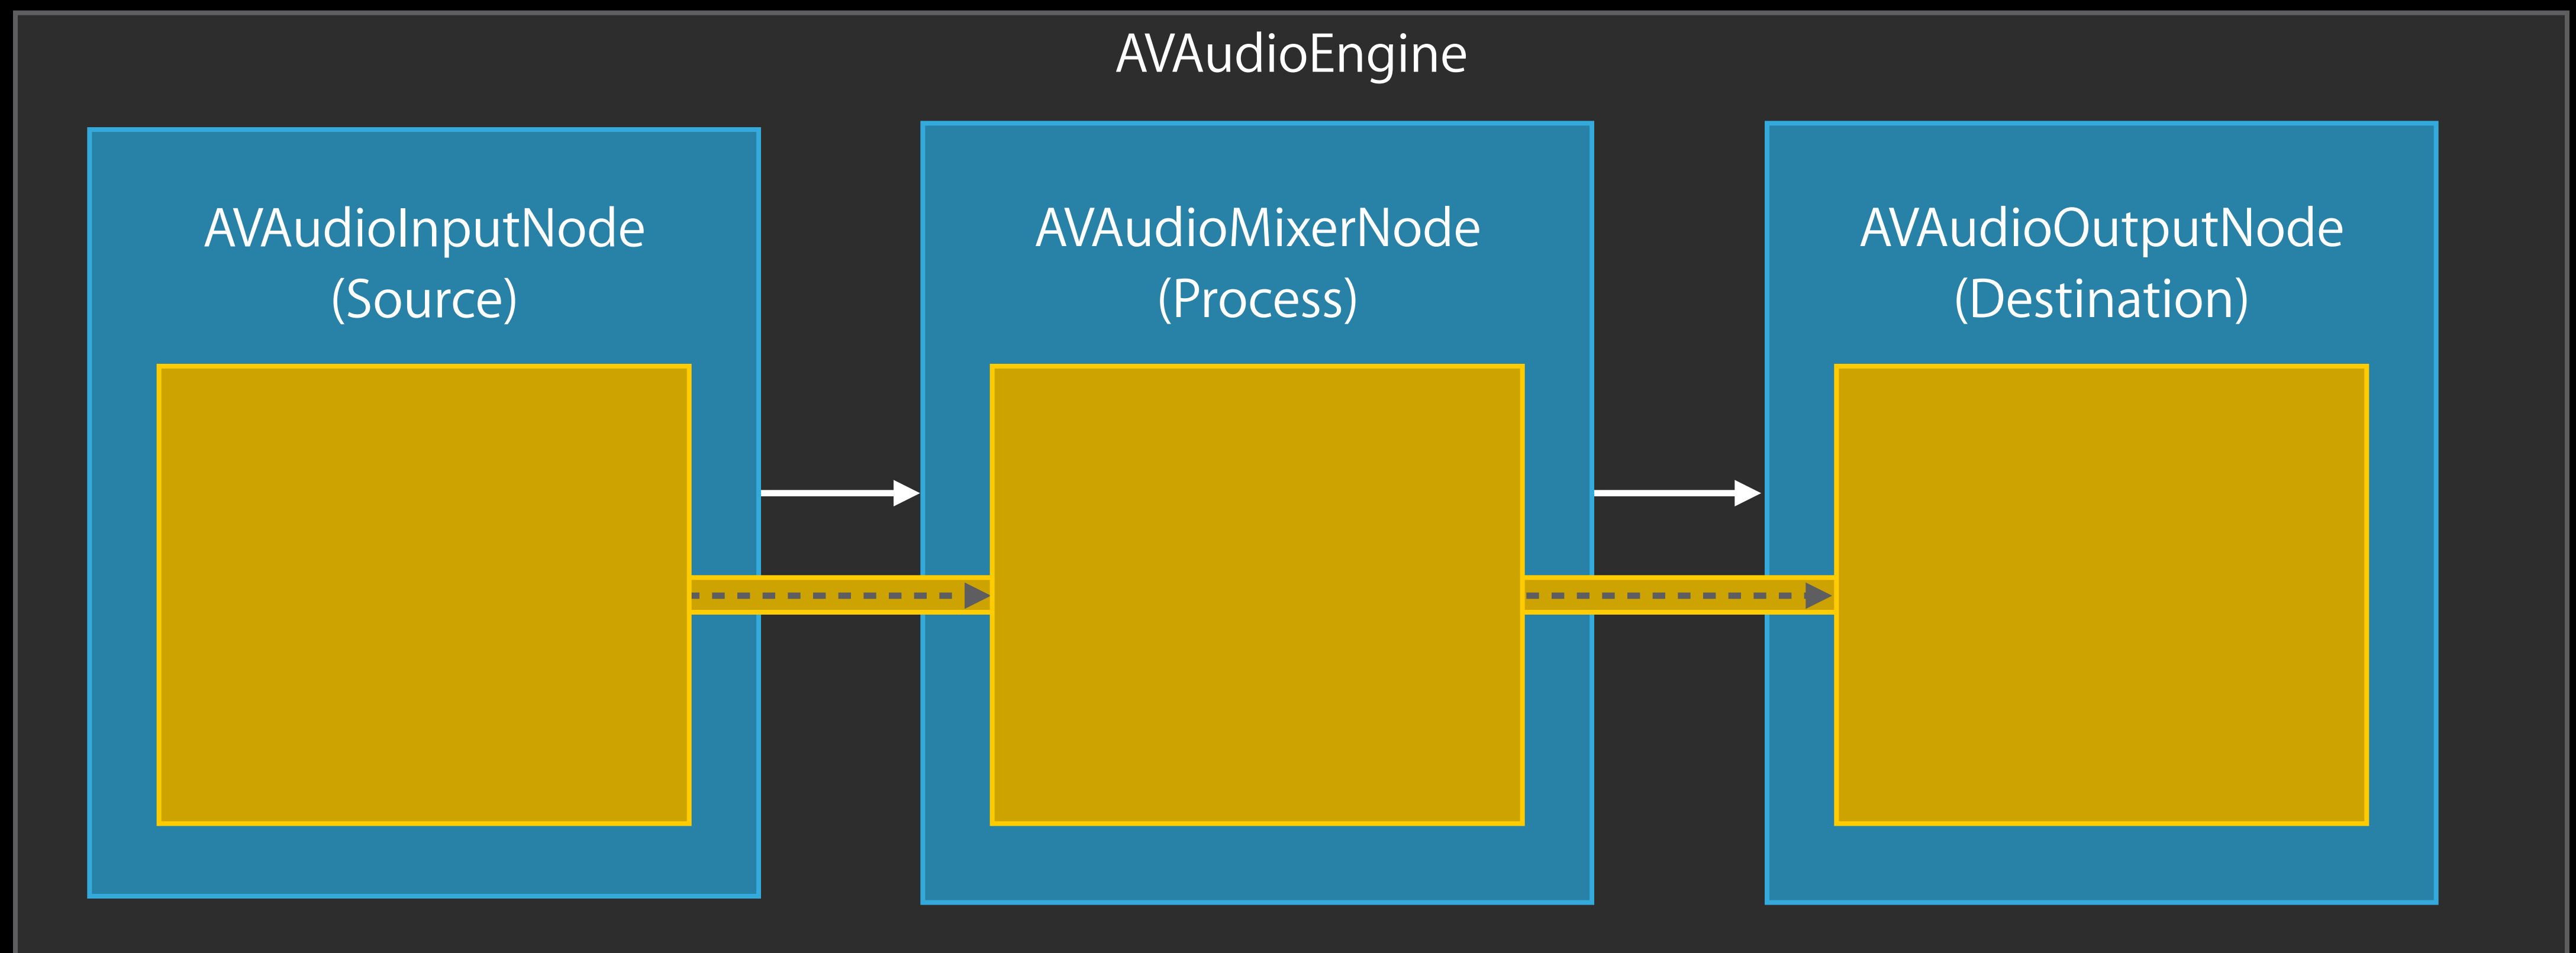 AVAudioEngine
AVAudioInputNode
(Source)
AVAudioMixerNode
(Process)
AVAudioOutputNode
(Destination)